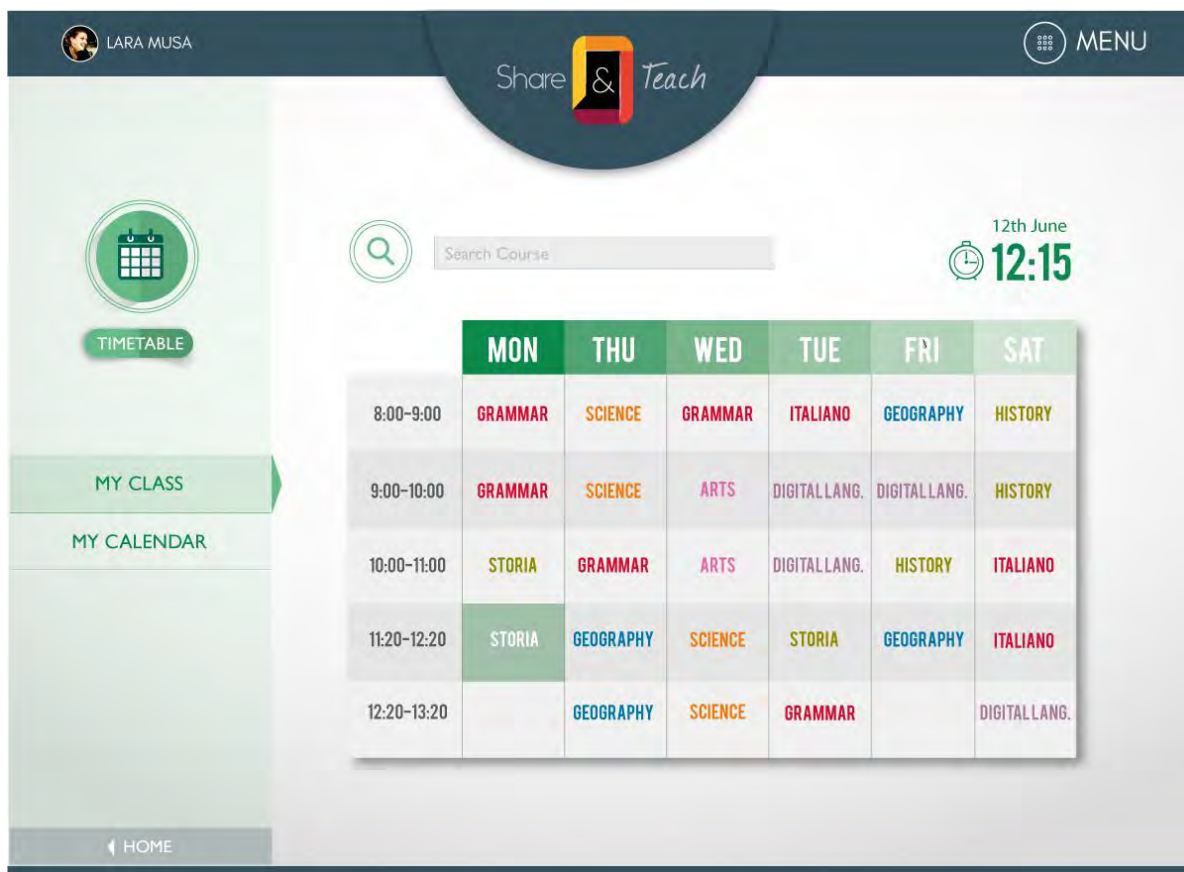 LARA MUSA
MENU
Share & Teach
12th June
Search Course
12:15
TIMETABLE
MON THU WED TUE FRI SAT
8:00-9:00 GRAMMAR SCIENCE GRAMMAR ITALIANO GEOGRAPHY HISTORY
MY CLASS
9:00-10:00 GRAMMAR SCIENCE ARTS DIGITAL LANG. DIGITAL LANG. HISTORY
MY CALENDAR
10:00-11:00 STORIA GRAMMAR ARTS DIGITAL LANG. HISTORY ITALIANO
11:20-12:20 STORIA GEOGRAPHY SCIENCE STORIA GEOGRAPHY ITALIANO
12:20-13:20 GEOGRAPHY SCIENCE GRAMMAR DIGITAL LANG.
HOME